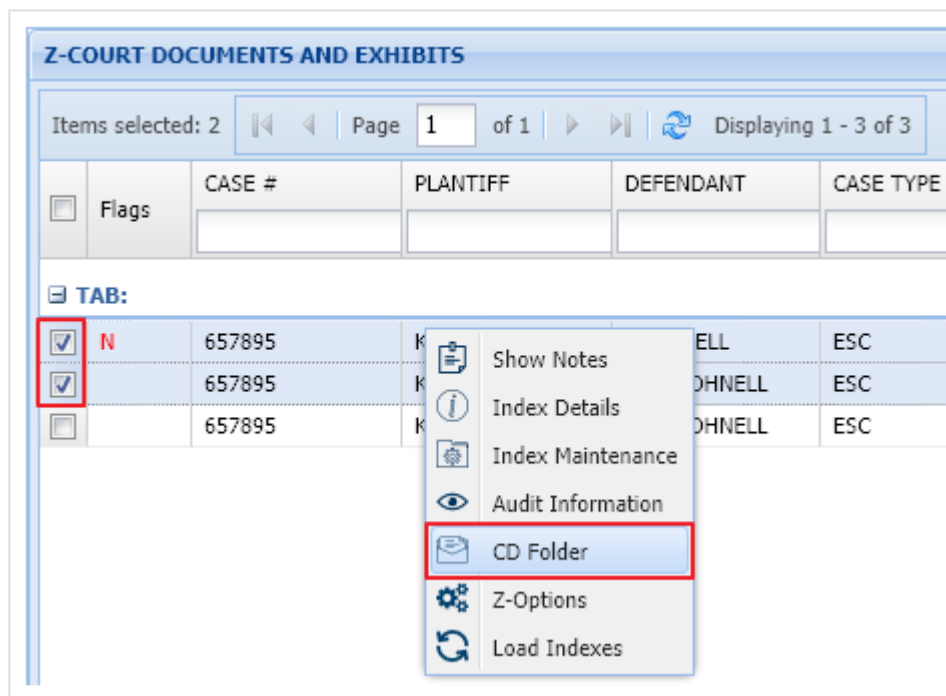 Z-COURT DOCUMENTS AND EXHIBITS
Items selected: 2 Page 1 of 1 Displaying 1 - 3 of 3
Flags CASE # PLANTIFF DEFENDANT CASE TYPE
TAB:
N 657895 K ELL ESC
657895 K OHNELL ESC
657895 K OHNELL ESC
Show Notes
Index Details
Index Maintenance
Audit Information
CD Folder
Z-Options
Load Indexes